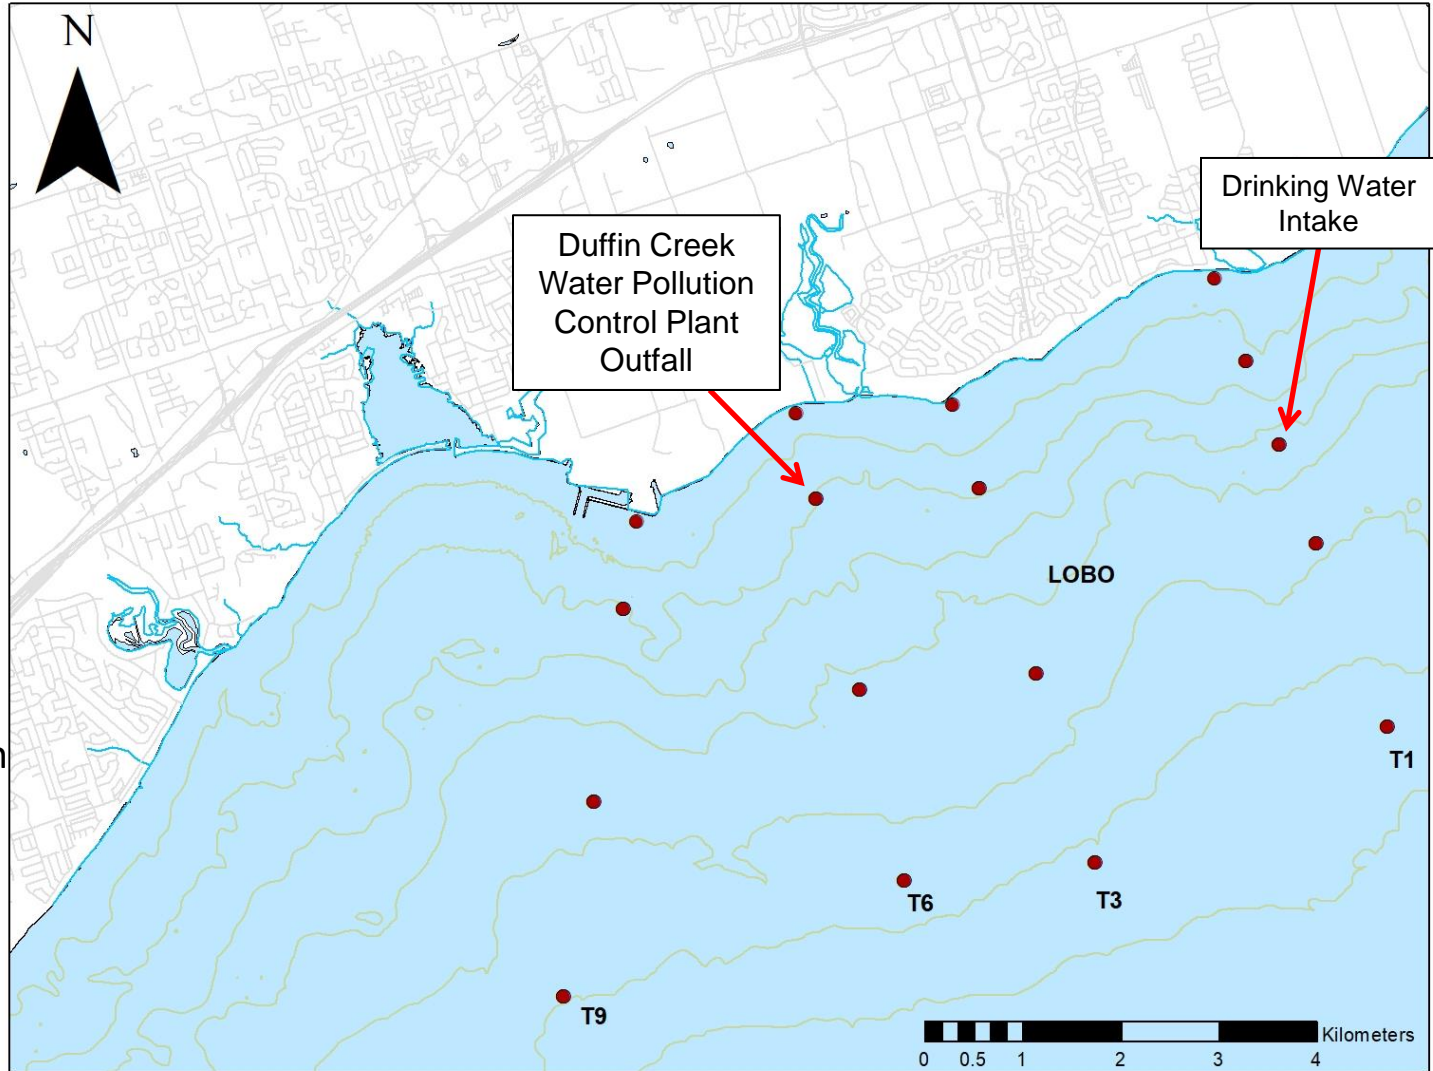 N
Drinking Water
Intake
Duffin Creek
Water Pollution
Control Plant
Outfall
LOBO
T1
T3
T6
T9
Kilometers
0 0.5 1 2 3 4